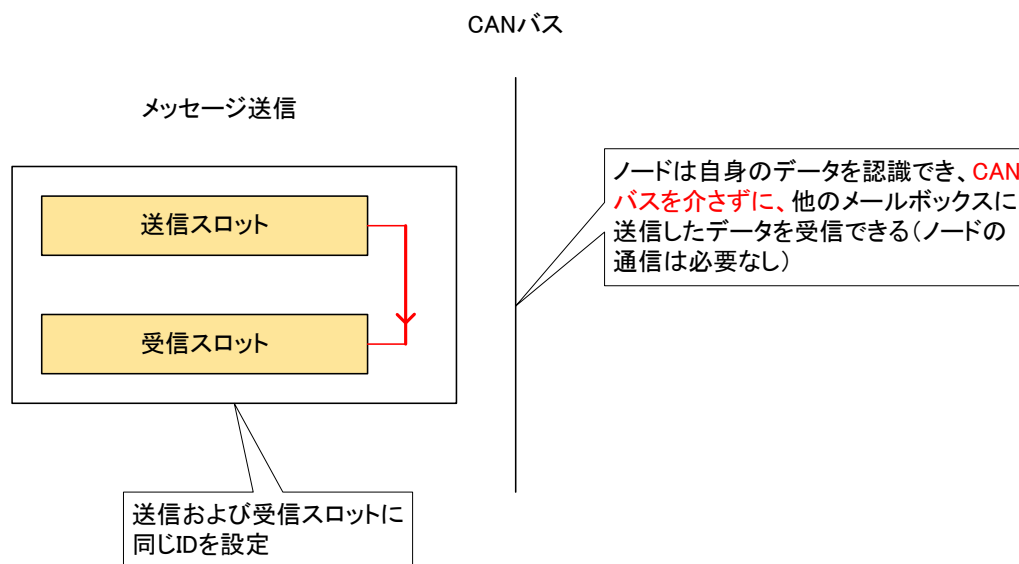 CANバス
メッセージ送信
ノードは自身のデータを認識でき、CAN
バスを介さずに、他のメールボックスに
送信したデータを受信できる(ノードの
通信は必要なし)
送信スロット
受信スロット
送信および受信スロットに
同じIDを設定